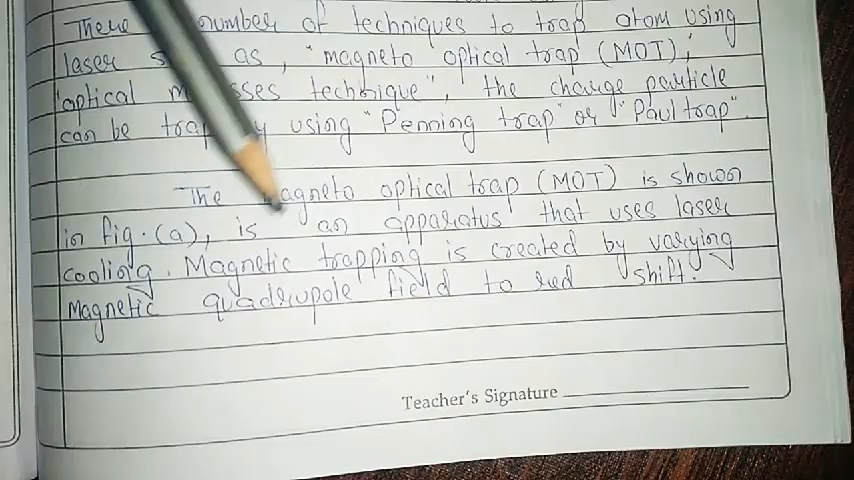 There number of techniques to trap atom using
laser as, "magneto optical trap (MOT),
"optical technique", the charge particle
can be using "Penning trap" or "Paul trap".
The magneto optical trap (MOT) is shown
in fig. (a), is an apparatus that uses laser
cooling. Magnetic trapping is created by varying
Magnetic quadrupole field to red shift.
Teacher's Signature